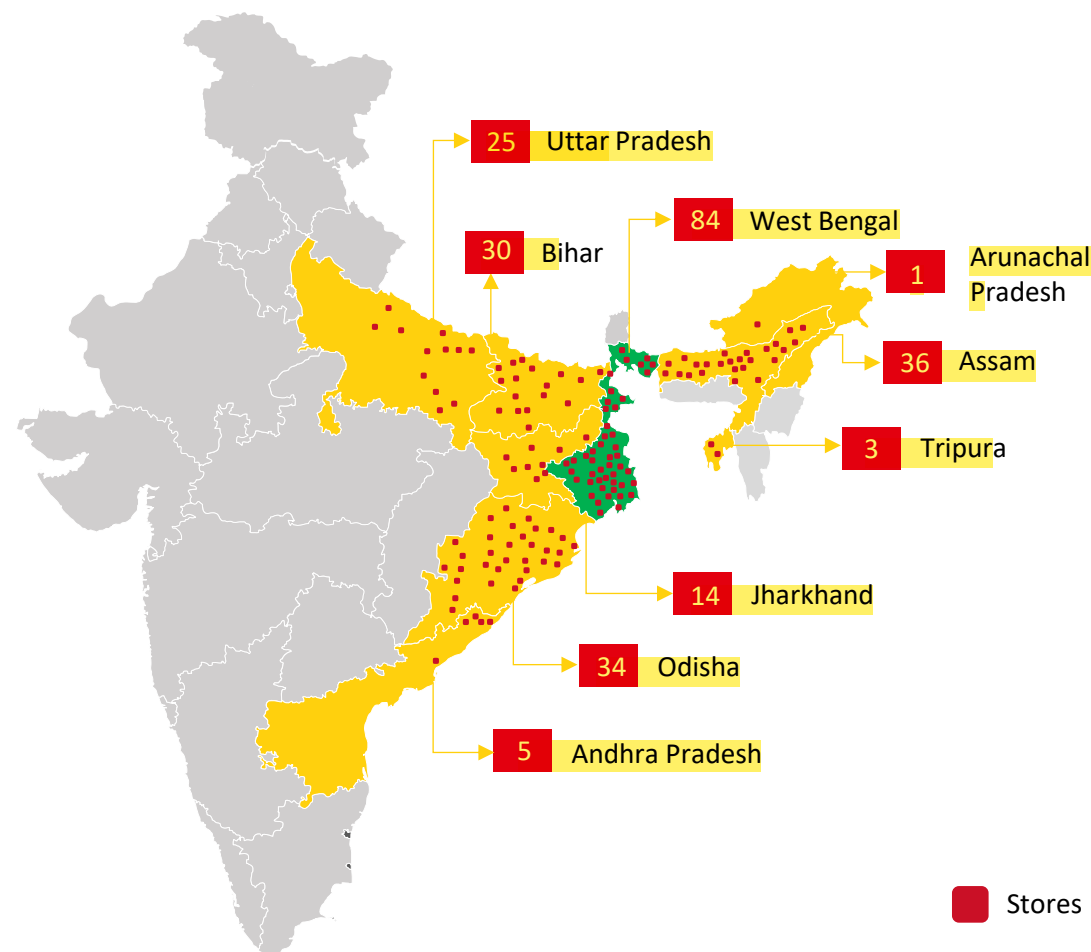 25 Uttar Pradesh
84 West Bengal
30 Bihar
1 Arunachal
Pradesh
36 Assam
3 Tripura
14 Jharkhand
34 Odisha
5 Andhra Pradesh
Stores